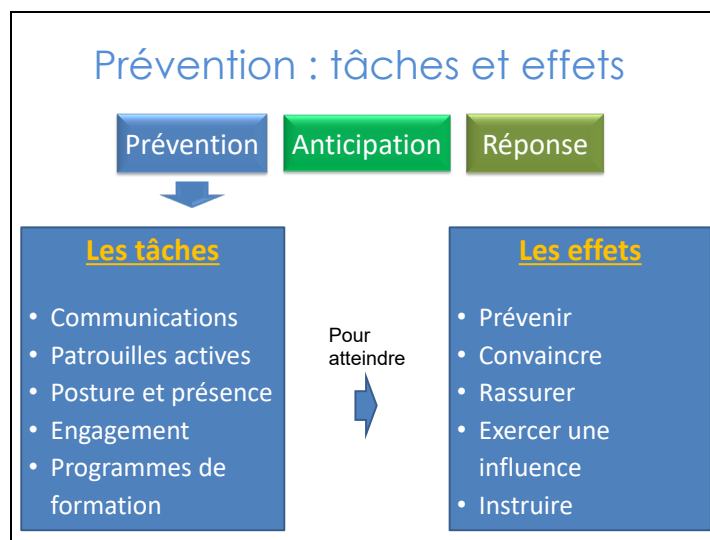 Prévention : tâches et effets
Prévention Anticipation Réponse
Les tâches
• Communications
• Patrouilles actives
• Posture et présence
• Engagement
• Programmes de
formation
Pour
atteindre
Les effets
• Prévenir
• Convaincre
• Rassurer
• Exercer une
influence
• Instruire